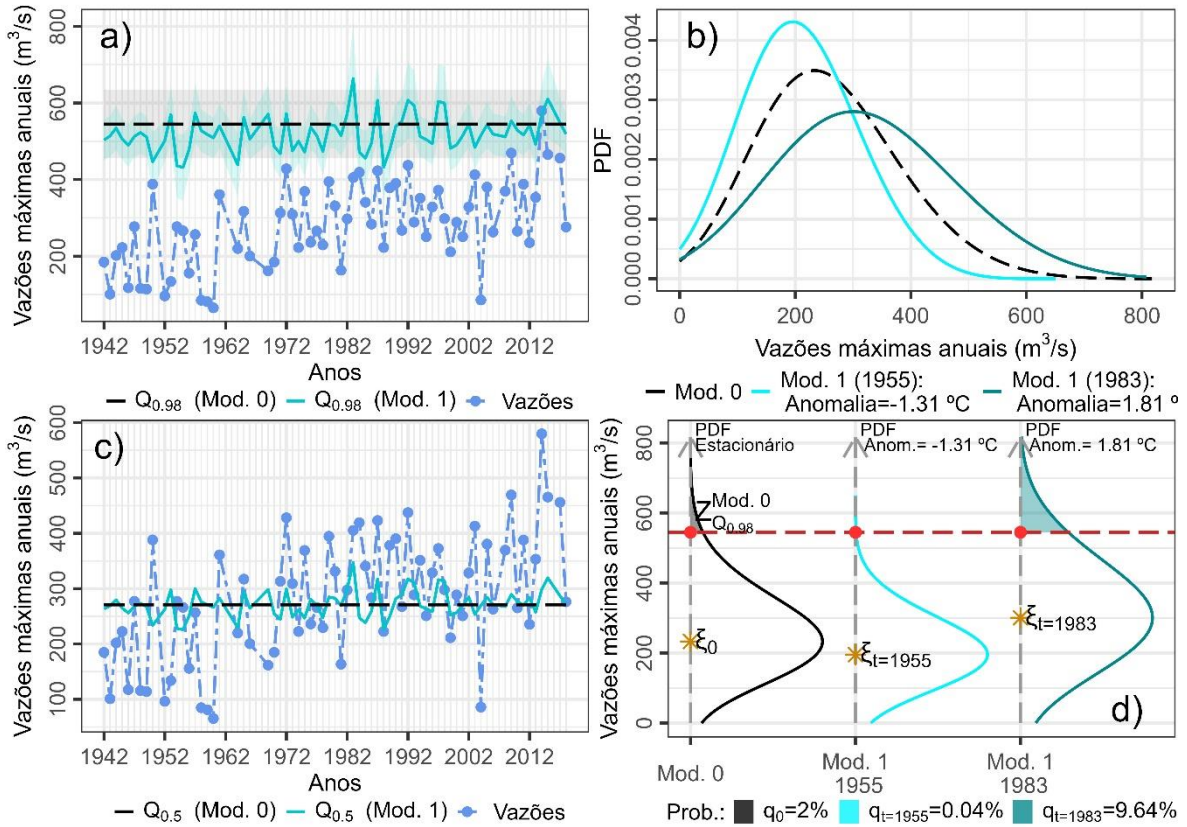 a)
Vazões máximas anuais (m³/s)
800
600
400
200
1942 1952 1962 1972 1982 1992 2002 2012
Anos
Q0.98 (Mod. 0) Q0.98 (Mod. 1) Vazões
b)
PDF
0.004
0.003
0.002
0.001
0.000
0 200 400 600 800
Vazões máximas anuais (m³/s)
Mod. 0 Mod. 1 (1955): Mod. 1 (1983):
Anomalia=-1.31 ºC Anomalia=1.81 º
c)
Vazões máximas anuais (m³/s)
600
500
400
300
200
100
1942 1952 1962 1972 1982 1992 2002 2012
Anos
Q0.5 (Mod. 0) Q0.5 (Mod. 1) Vazões
d)
Vazões máximas anuais (m³/s)
800
600
400
200
0
PDF PDF PDF
Estacionário Anom.= -1.31 ºC Anom.= 1.81 ºC
Mod. 0
Q0.98
ξ0
ξt=1955
ξt=1983
Mod. 0 Mod. 1 Mod. 1
1955 1983
Prob.: q0=2% qt=1955=0.04% qt=1983=9.64%